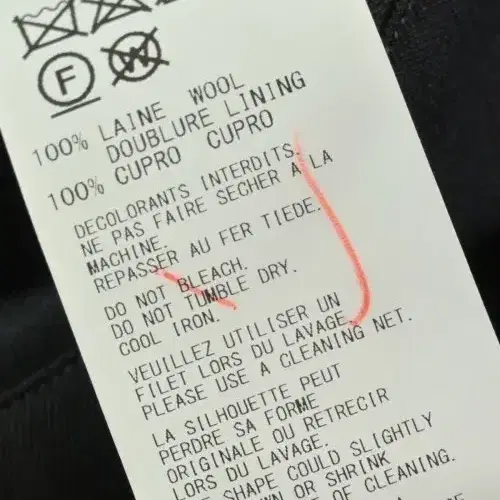 F
W
100% LAINE WOOL
DOUBLURE LINING
100% CUPRO CUPRO
DECOLORANTS INTERDITS.
NE PAS FAIRE SECHER A LA
MACHINE.
REPASSER AU FER TIEDE.
DO NOT BLEACH.
DO NOT TUMBLE DRY.
COOL IRON.
VEUILLEZ UTILISER UN
FILET LORS DU LAVAGE.
PLEASE USE A CLEANING NET.
LA SILHOUETTE PEUT
PERDRE SA FORME
ORIGINALE OU RETRECIR
LORS DU LAVAGE.
SHAPE COULD SLIGHTLY
OR SHRINK
OF CLEANING.